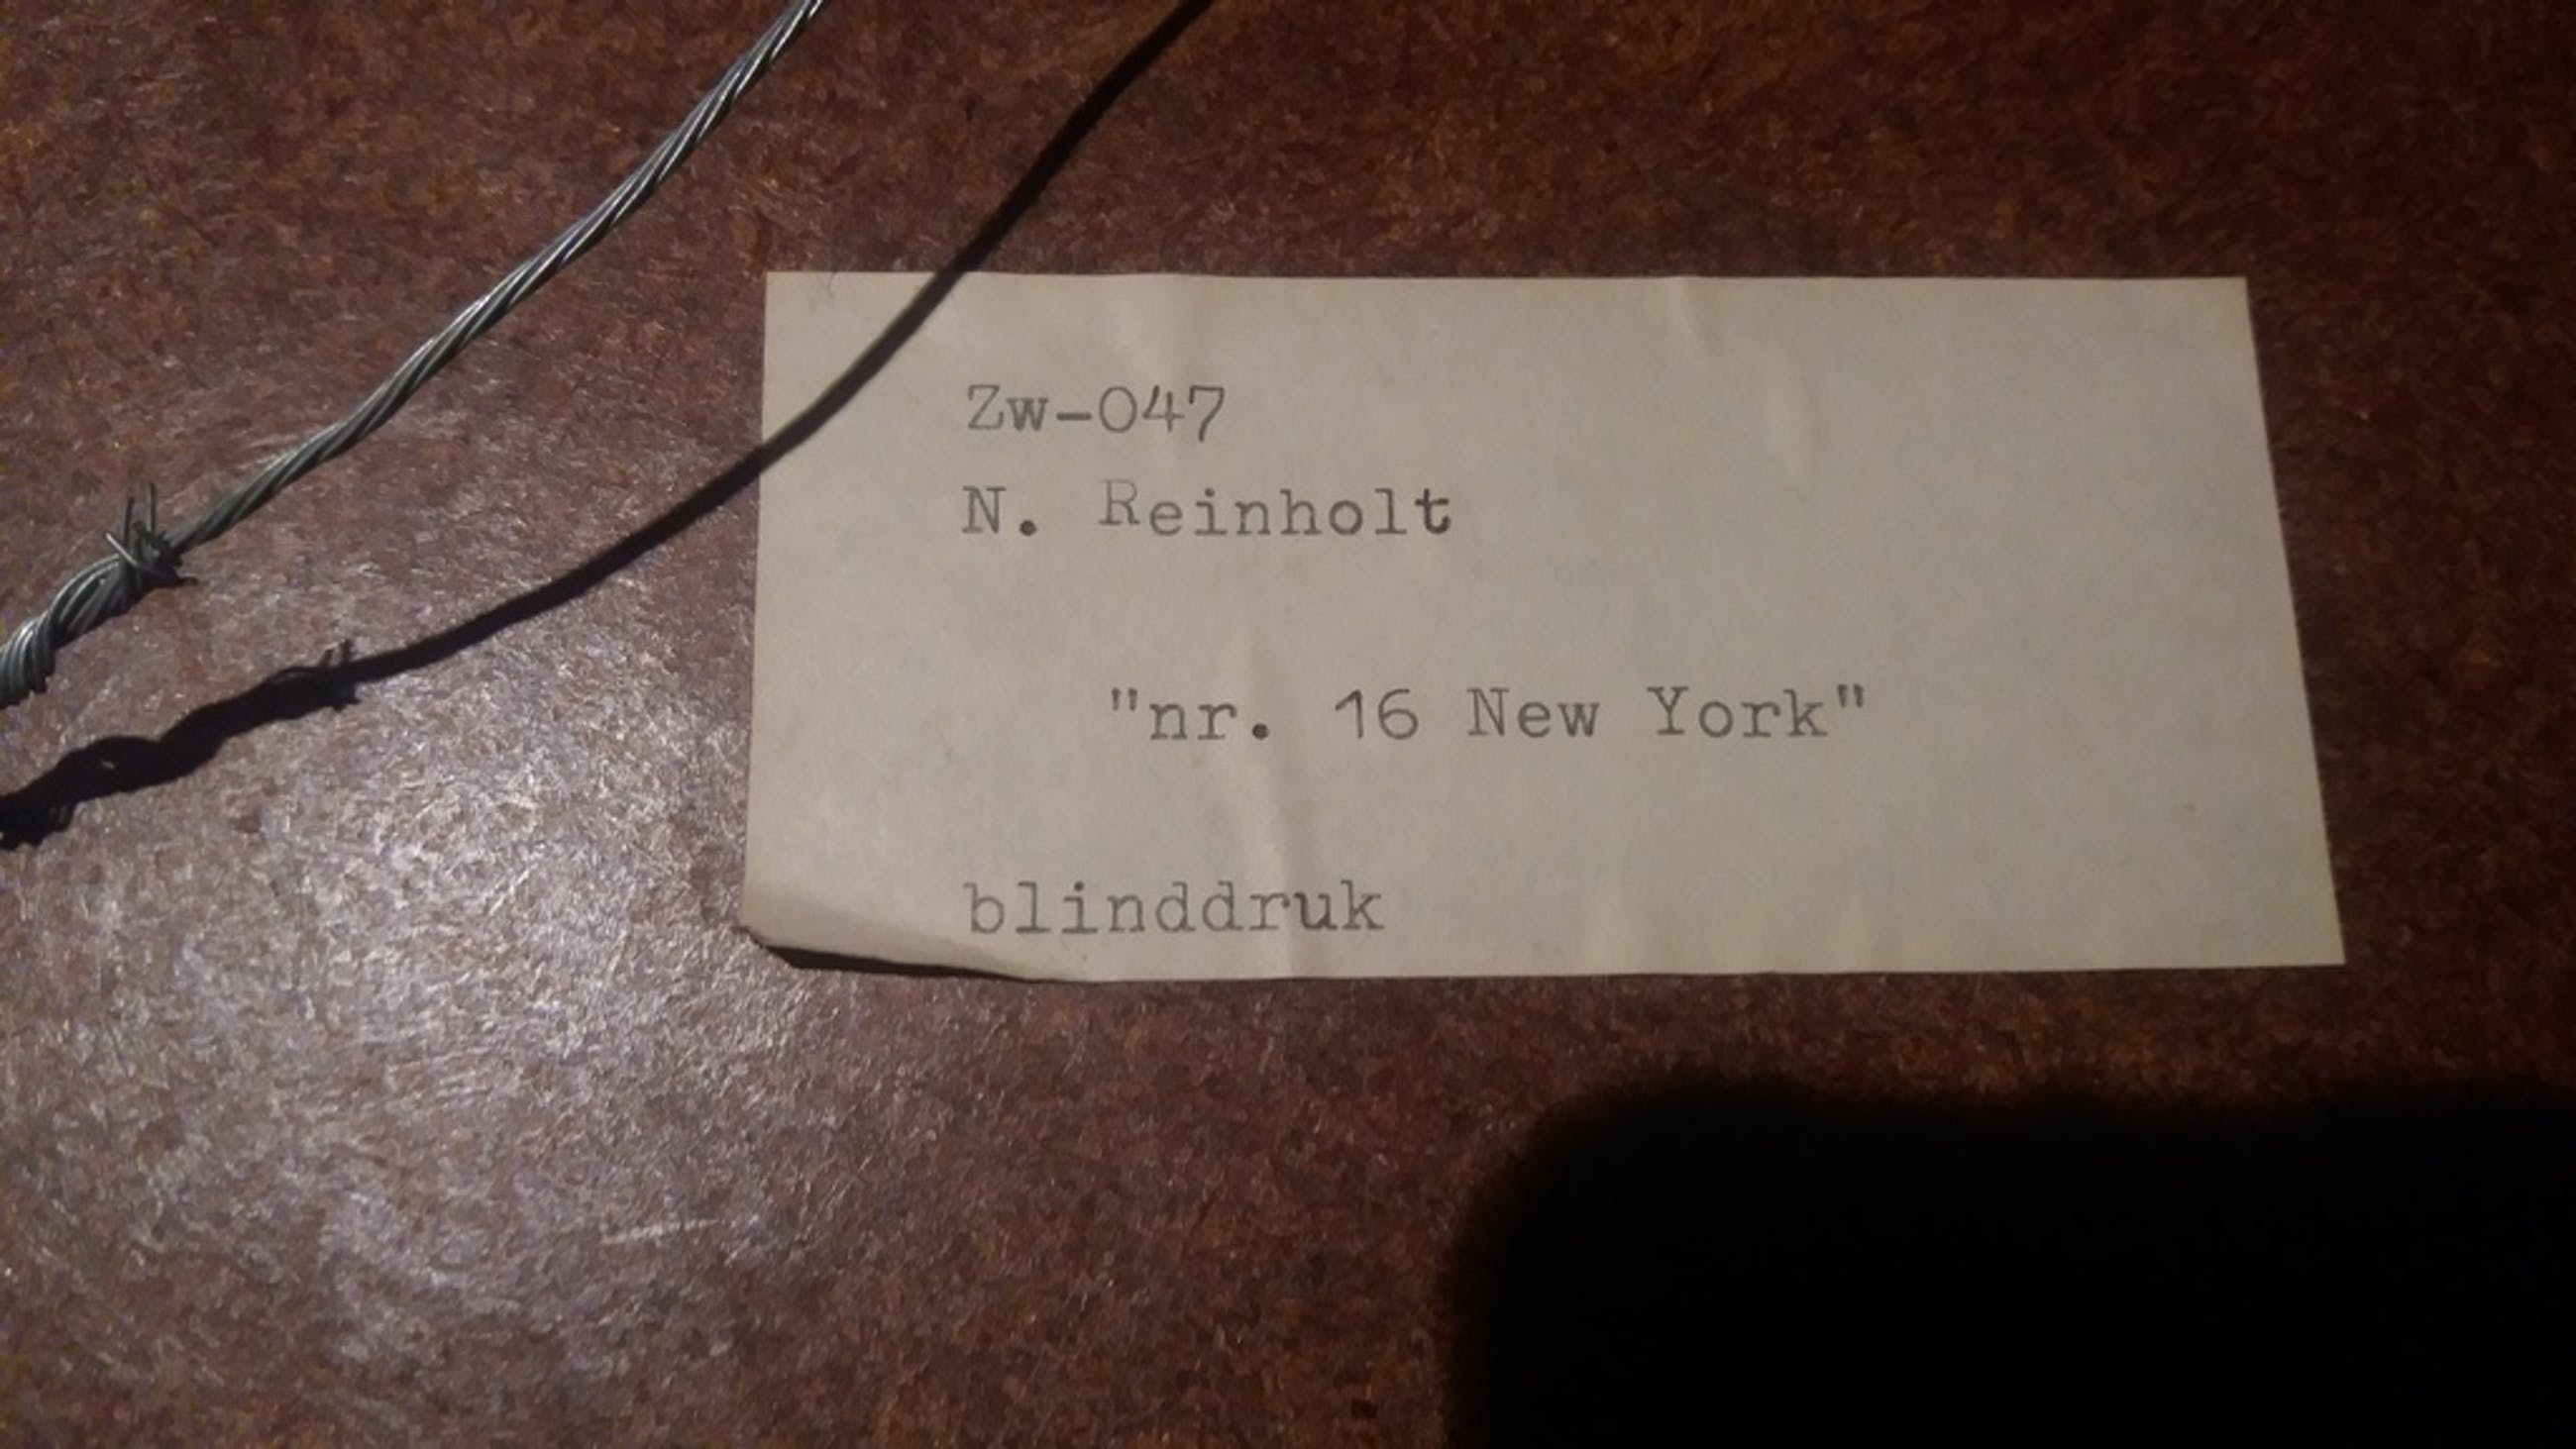 Zw-047
N. Reinholt
"nr. 16 New York"
blinddruk